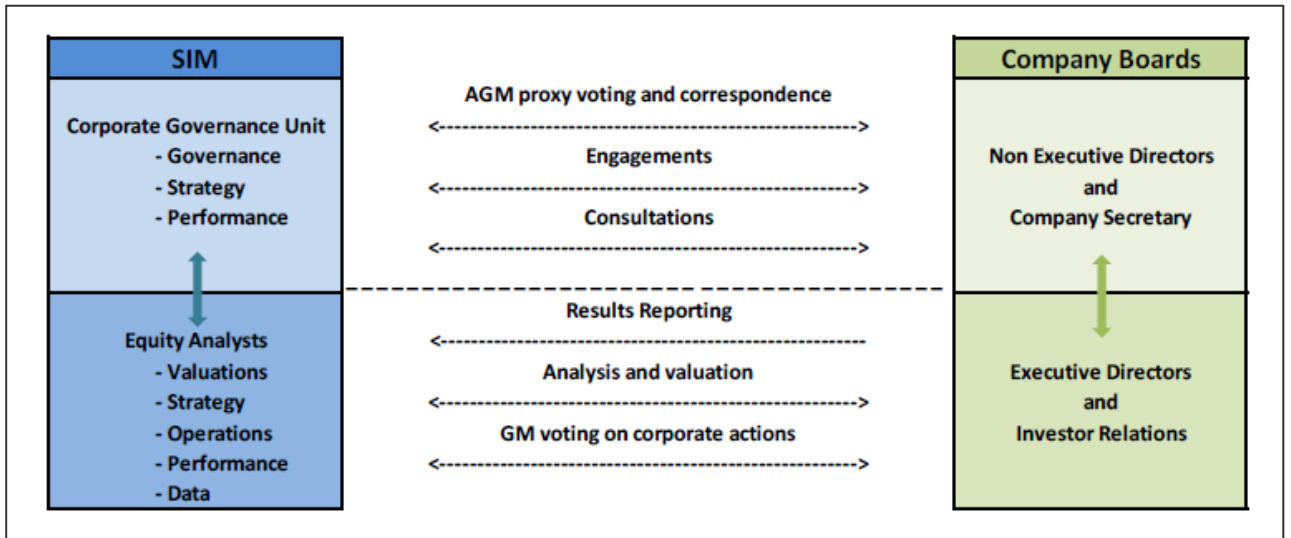 SIM
Corporate Governance Unit
- Governance
- Strategy
- Performance
Equity Analysts
- Valuations
- Strategy
- Operations
- Performance
- Data
AGM proxy voting and correspondence
Engagements
Consultations
Results Reporting
Analysis and valuation
GM voting on corporate actions
Company Boards
Non Executive Directors
and
Company Secretary
Executive Directors
and
Investor Relations